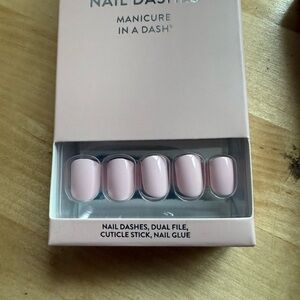 NAIL DASHES
MANICURE
IN A DASH
NAIL DASHES, DUAL FILE,
CUTICLE STICK, NAIL GLUE